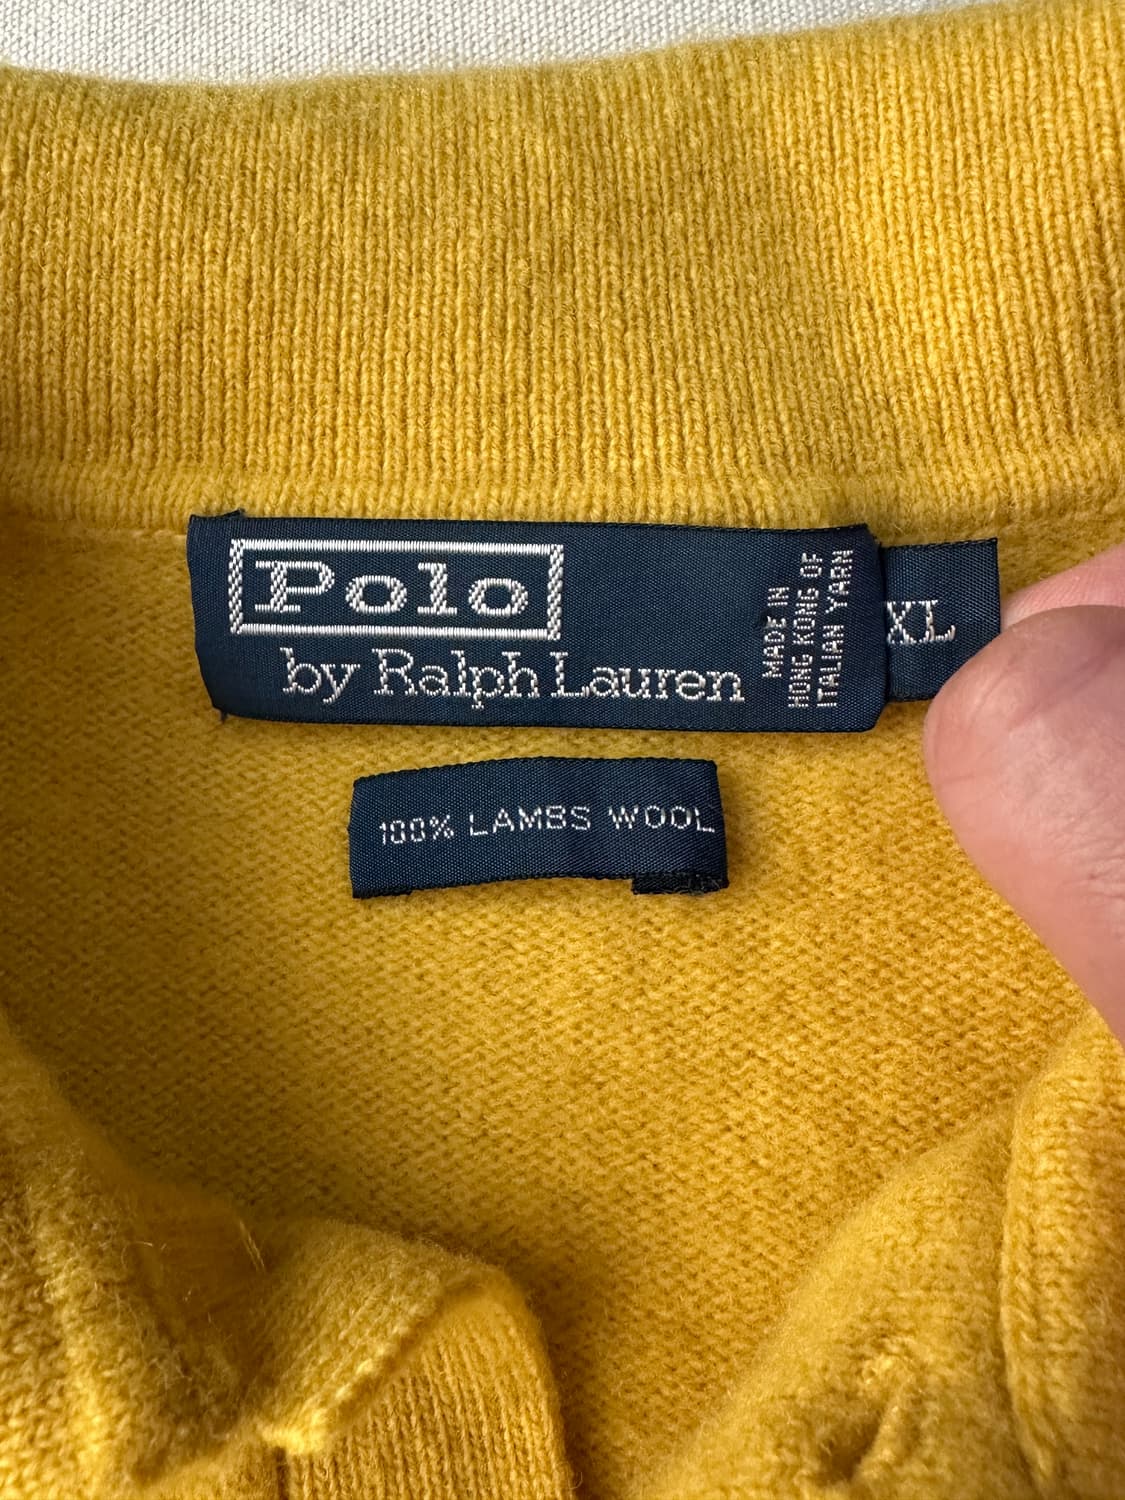 Polo
by Ralph Lauren
MADE IN
HONG KONG OF
ITALIAN YARN
XL
100% LAMBS WOOL